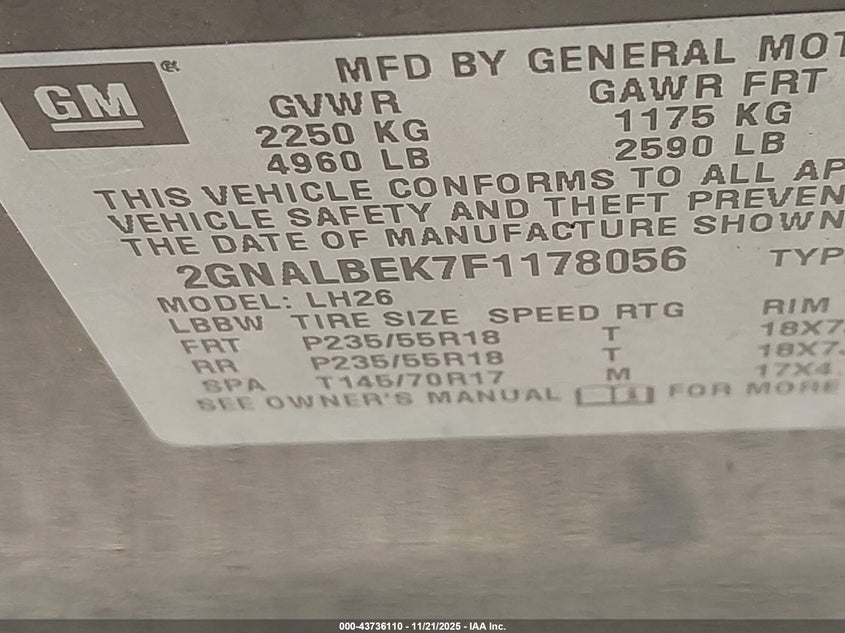 GM
MFD BY GENERAL MOT
GVWR GAWR FRT
2250 KG 1175 KG
4960 LB 2590 LB
THIS VEHICLE CONFORMS TO ALL AP
VEHICLE SAFETY AND THEFT PREVEN
THE DATE OF MANUFACTURE SHOWN
2GNALBEK7F1178056 TYP
MODEL: LH26
LBBW TIRE SIZE SPEED RTG RIM
FRT P235/55R18 T 18X7
RR P235/55R18 T 18X7
SPA T145/70R17 M 17X4
SEE OWNER'S MANUAL FOR MORE
000-43736110 - 11/21/2025 - IAA Inc.